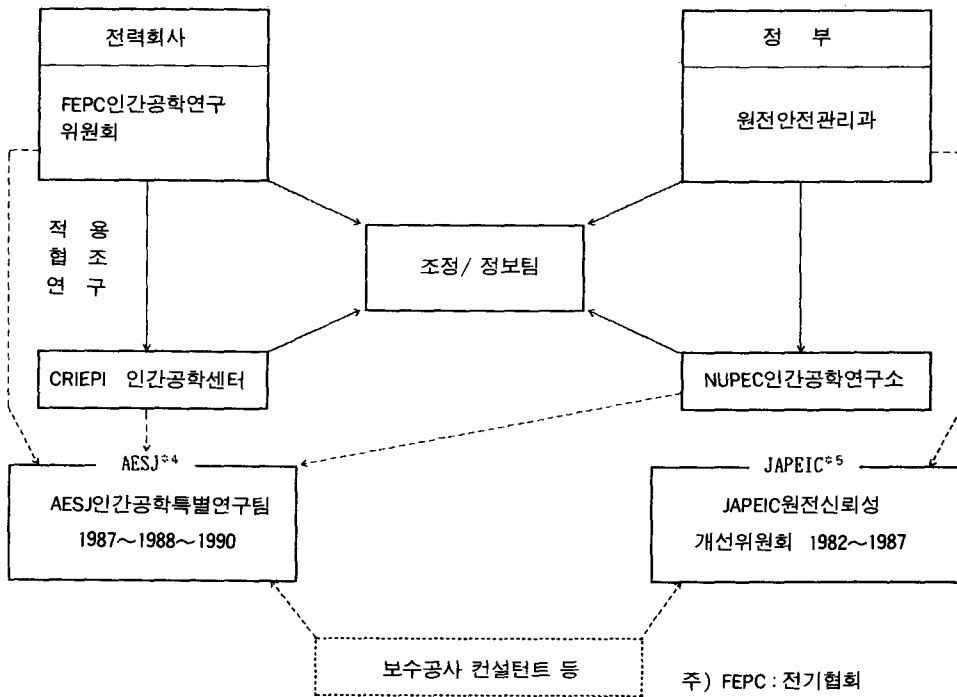 전력회사
정 부
FEPC인간공학연구
위원회
원전안전관리과
적 용
협 조
연 구
조정/ 정보팀
CRIEPI 인간공학센터
NUPEC인간공학연구소
AESJ*4
JAPEIC*5
AESJ인간공학특별연구팀
1987～1988～1990
JAPEIC원전신뢰성
개선위원회 1982～1987
보수공사 컨설턴트 등
주) FEPC : 전기협회